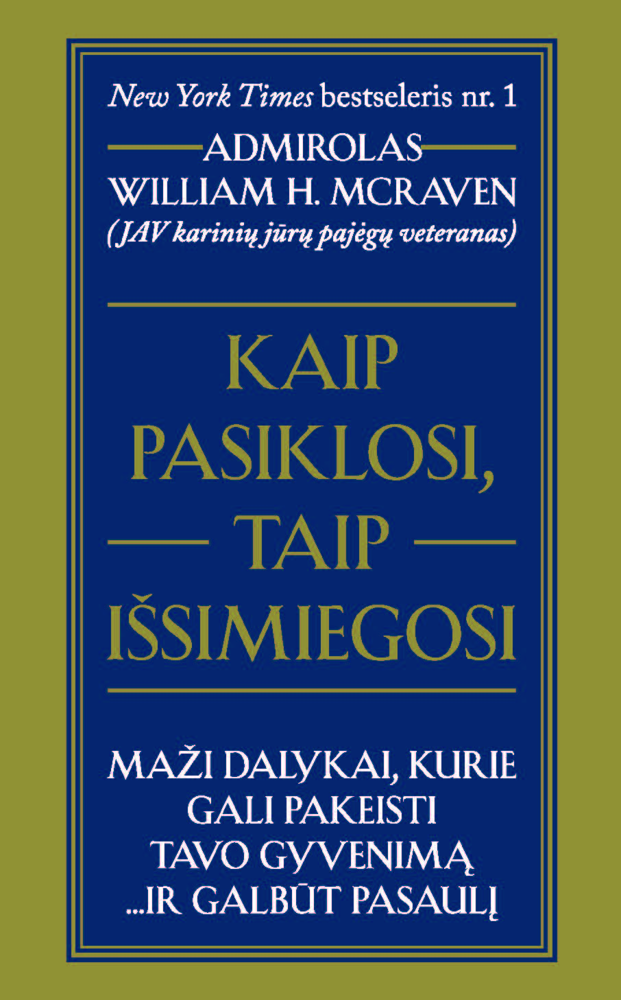 New York Times bestseleris nr. 1
ADMIROLAS
WILLIAM H. MCRAVEN
(JAV karinių jūrų pajėgų veteranas)
KAIP
PASIKLOSI,
TAIP
IŠSIMIEGOSI
MAŽI DALYKAI, KURIE
GALI PAKEISTI
TAVO GYVENIMĄ
...IR GALBŪT PASAULĮ